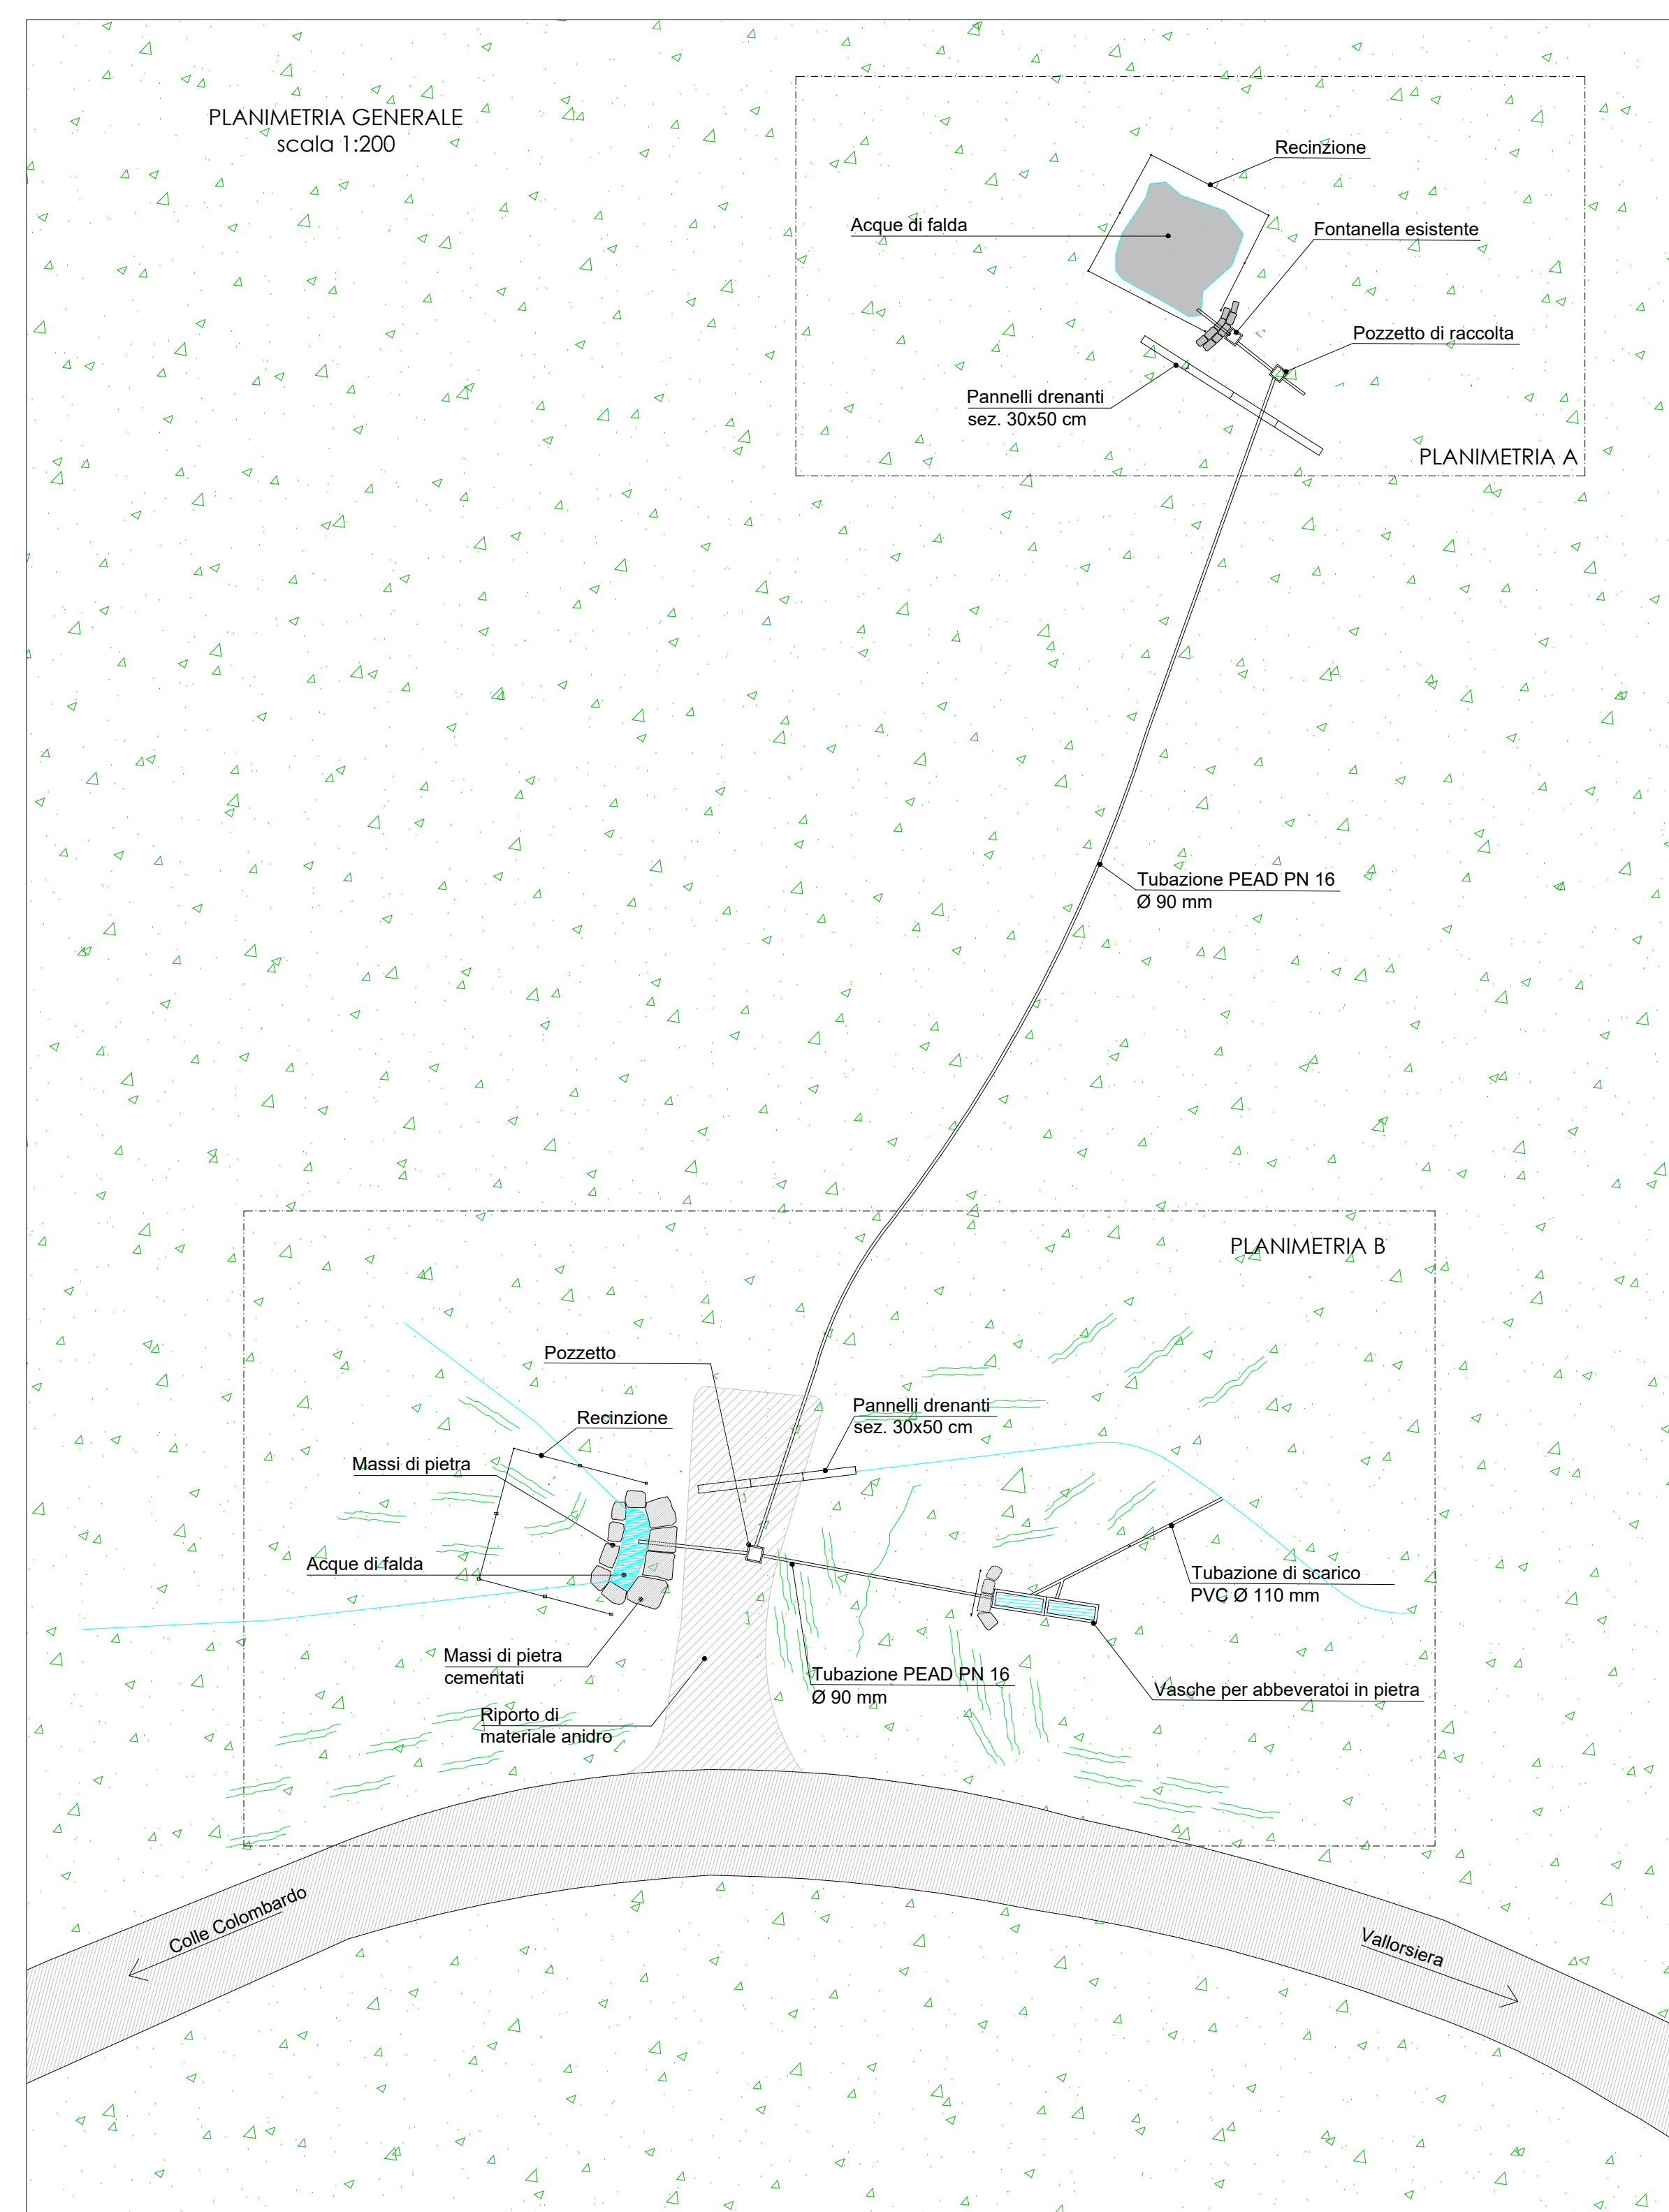 PLANIMETRIA GENERALE
scala 1:200
Recinzione
Acque di falda
Fontanella esistente
Pozzetto di raccolta
Pannelli drenanti
sez. 30x50 cm
PLANIMETRIA A
Tubazione PEAD PN 16
Ø 90 mm
PLANIMETRIA B
Pozzetto
Pannelli drenanti
sez. 30x50 cm
Recinzione
Massi di pietra
Acque di falda
Tubazione di scarico
PVC Ø 110 mm
Massi di pietra
cementati
Tubazione PEAD PN 16
Ø 90 mm
Vasche per abbeveratoi in pietra
Riporto di
materiale anidro
Colle Colombardo
Vallorsiera